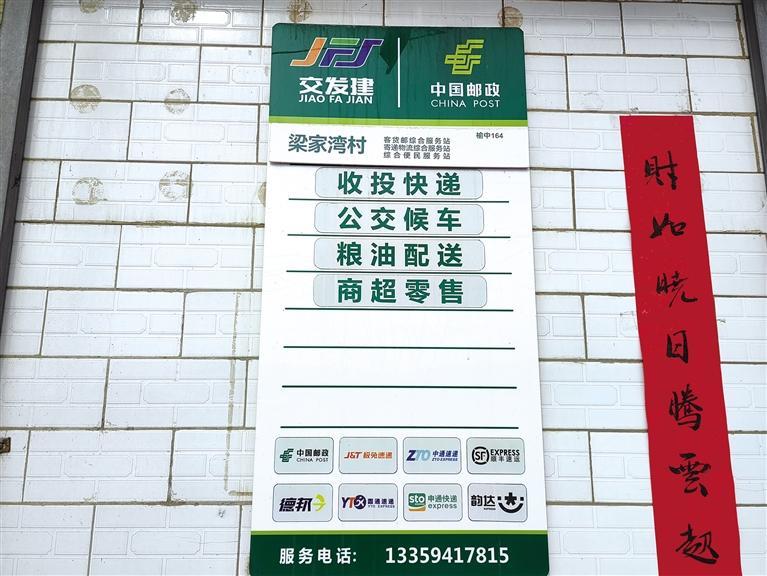 JFJ
交发建
JIAO FA JIAN
中国邮政
CHINA POST
梁家湾村
客货邮综合服务站
寄递物流综合服务站
综合便民服务站
榆中164
收投快递
公交候车
粮油配送
商超零售
中国邮政
CHINA POST
J&T 极兔速递
ZTO 中通速递
ZTO EXPRESS
SF EXPRESS
顺丰速运
德邦
YTO 圆通速递
YTO EXPRESS
sto 申通快递
express
韵达
服务电话: 13359417815
财如晓日腾云起